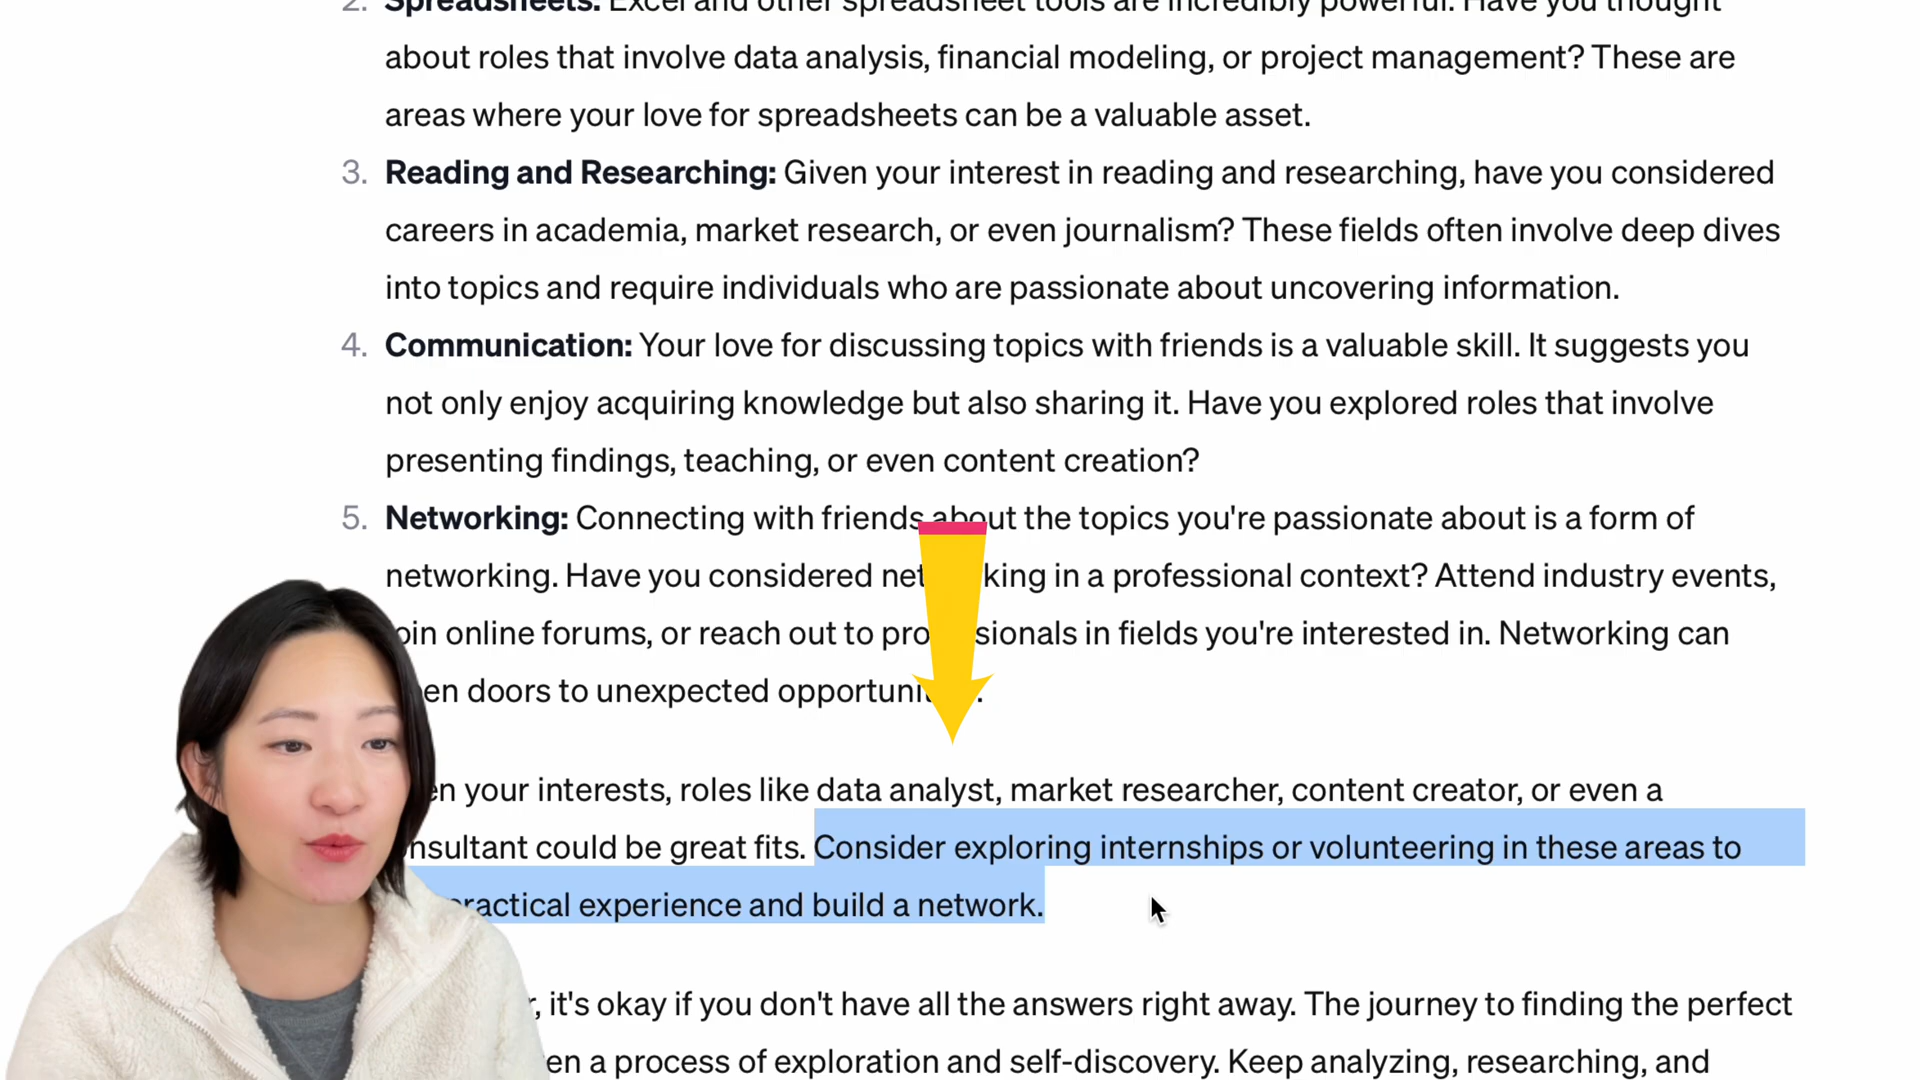 2. Spreadsheets: Excel and other spreadsheet tools are incredibly powerful. Have you thought
about roles that involve data analysis, financial modeling, or project management? These are
areas where your love for spreadsheets can be a valuable asset.
3. Reading and Researching: Given your interest in reading and researching, have you considered
careers in academia, market research, or even journalism? These fields often involve deep dives
into topics and require individuals who are passionate about uncovering information.
4. Communication: Your love for discussing topics with friends is a valuable skill. It suggests you
not only enjoy acquiring knowledge but also sharing it. Have you explored roles that involve
presenting findings, teaching, or even content creation?
5. Networking: Connecting with friends about the topics you're passionate about is a form of
networking. Have you considered in a professional context? Attend industry events,
online forums, or reach out to in fields you're interested in. Networking can
doors to unexpected
your interests, roles like data analyst, market researcher, content creator, or even a
could be great fits. Consider exploring internships or volunteering in these areas to
practical experience and build a network.
it's okay if you don't have all the answers right away. The journey to finding the perfect
a process of exploration and self-discovery. Keep analyzing, researching, and